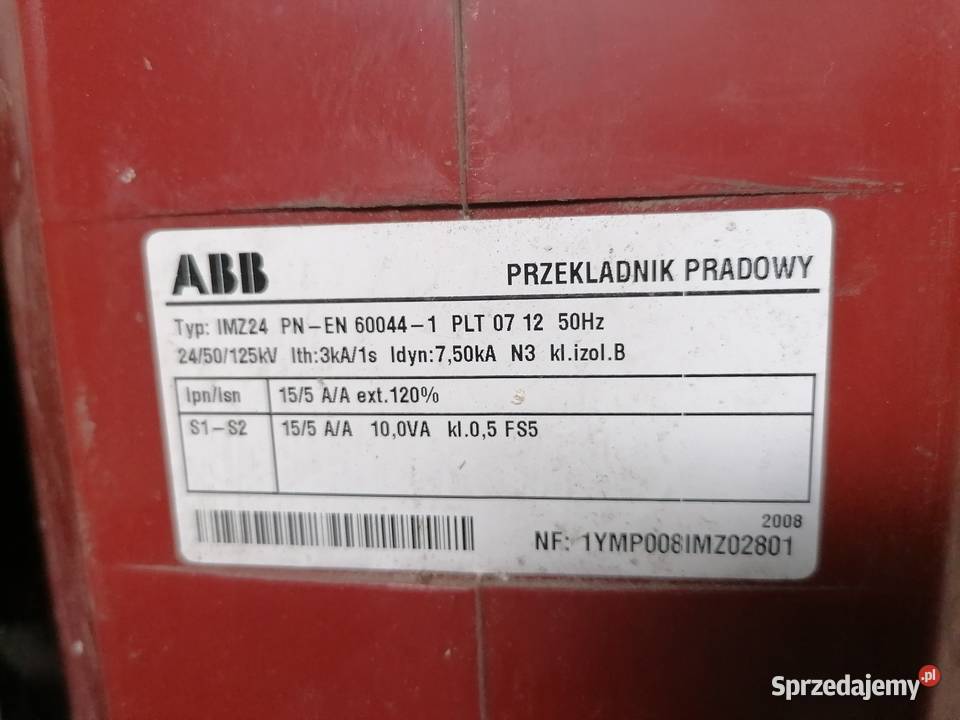 ABB
PRZEKLADNIK PRADOWY
Typ: IMZ24 PN-EN 60044-1 PLT 07 12 50Hz
24/50/125kV Ith:3kA/1s Idyn:7,50kA N3 kl.izol.B
Ipn/Isn 15/5 A/A ext.120%
S1-S2 15/5 A/A 10,0VA kl.0,5 FS5
2008
NF: 1YMP008IMZ02801
Sprzedajemy.pl